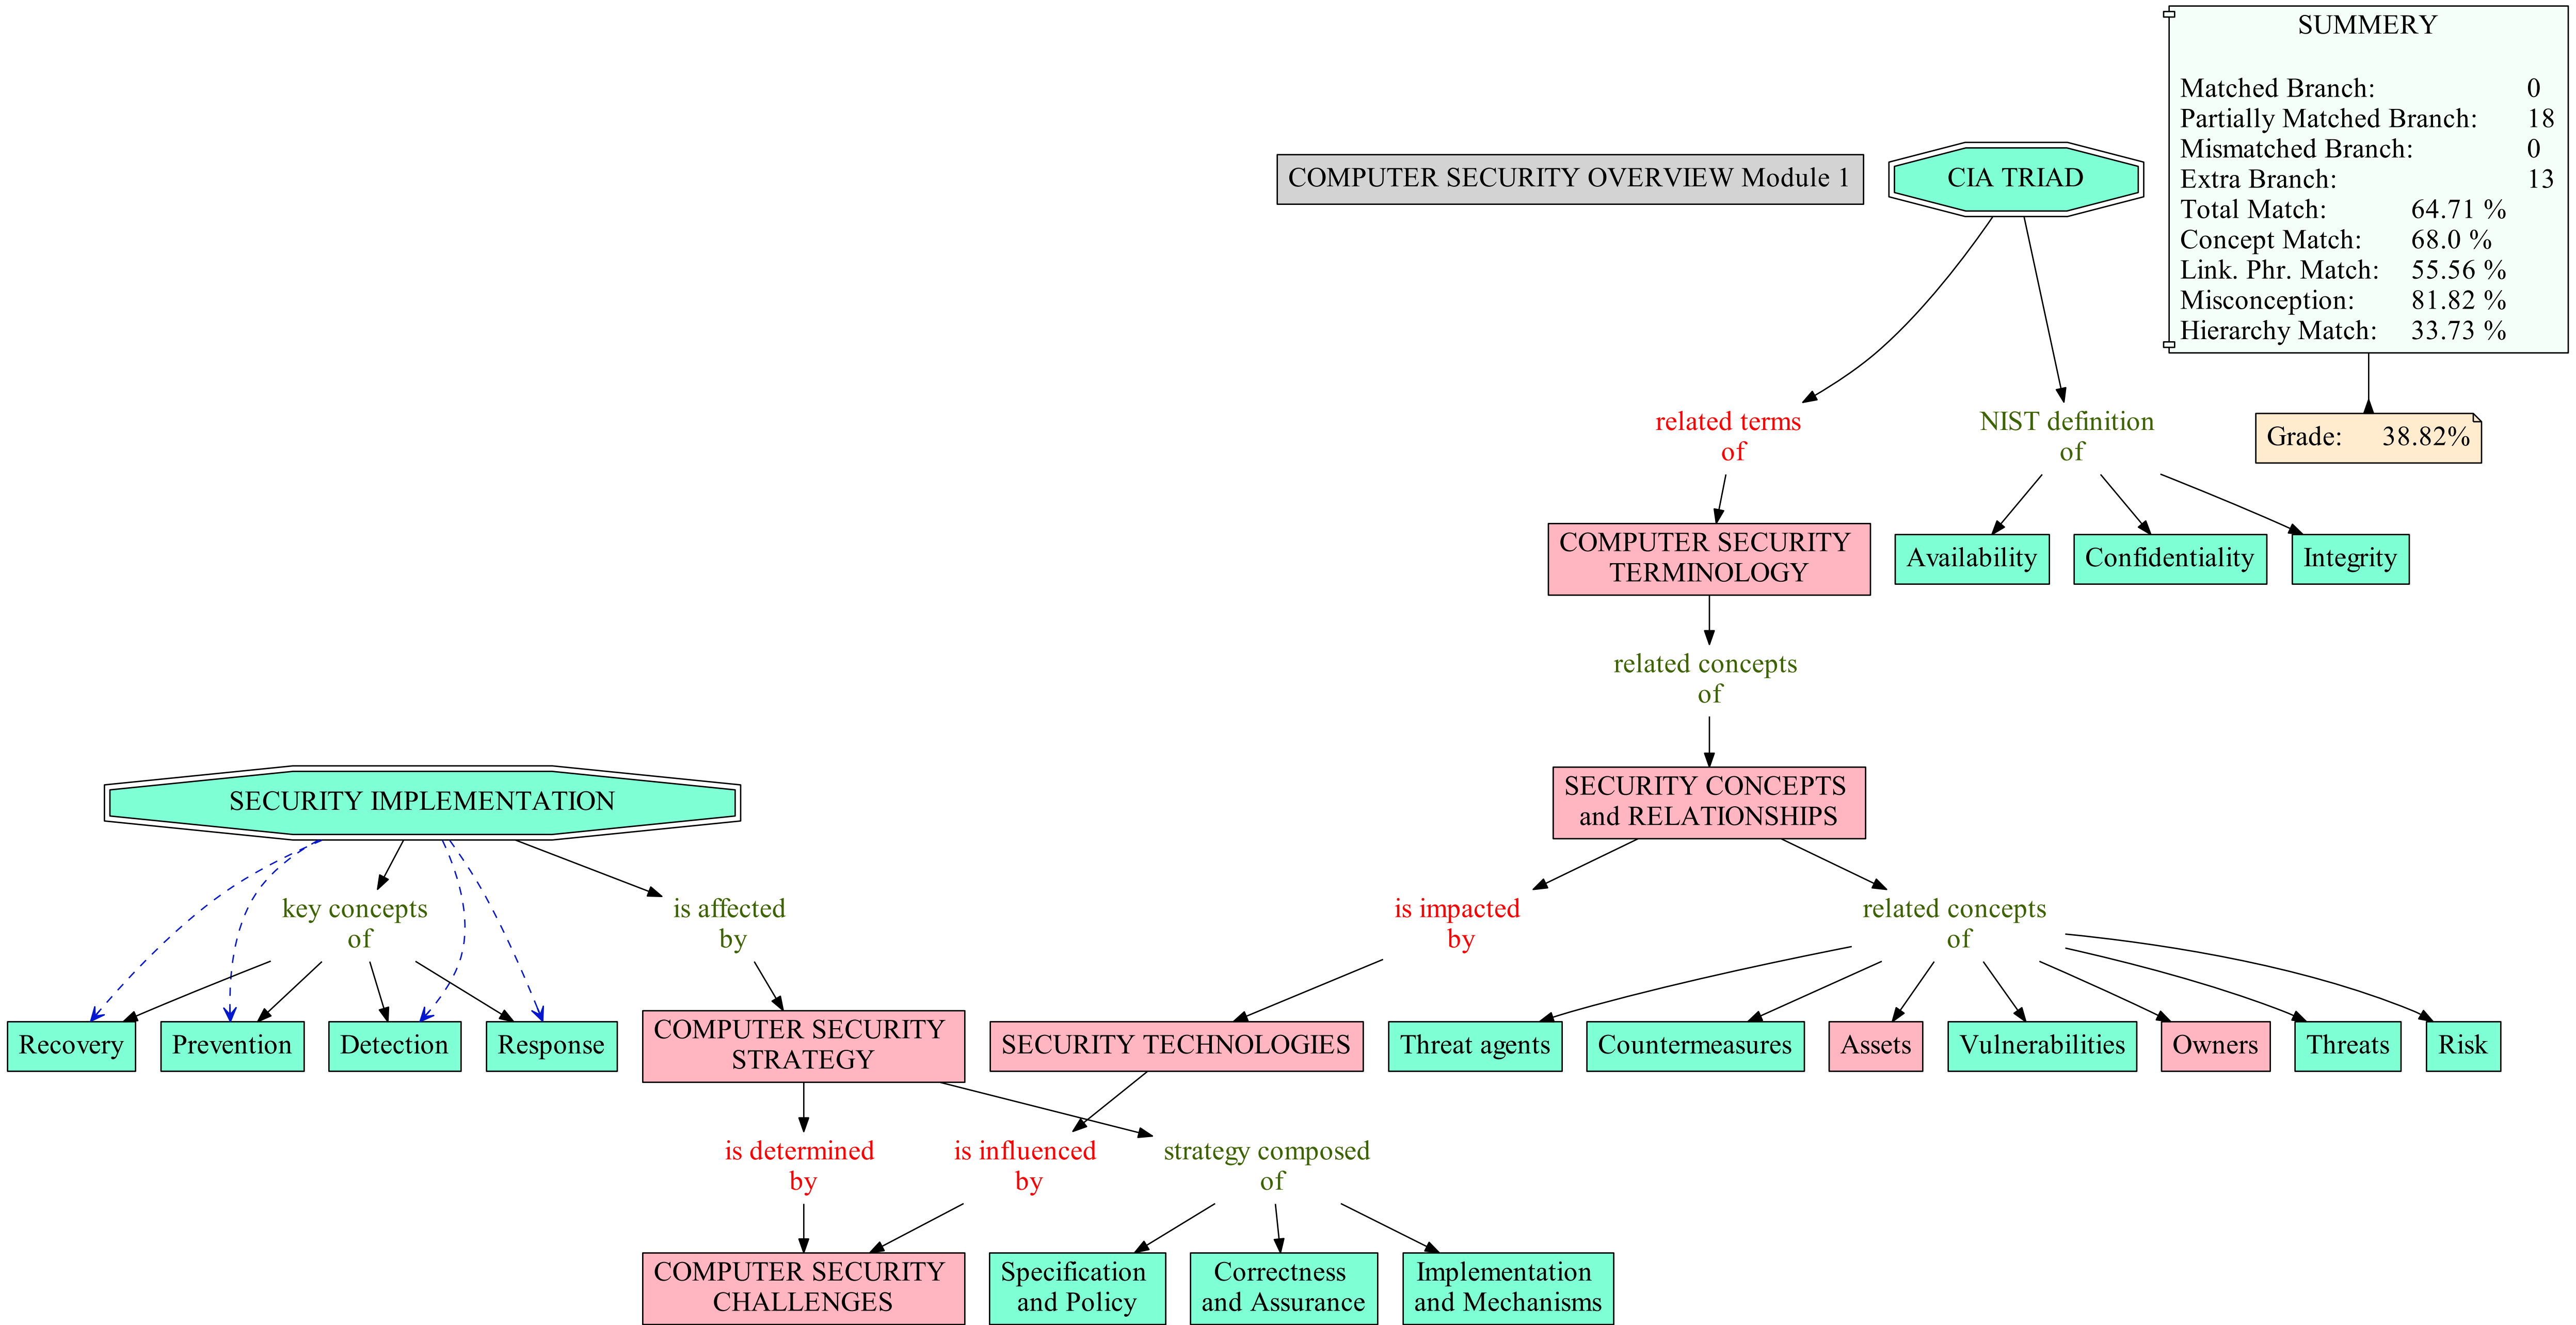 SUMMERY
Matched Branch: 0
Partially Matched Branch: 18
Mismatched Branch: 0
Extra Branch: 13
Total Match: 64.71 %
Concept Match: 68.0 %
Link. Phr. Match: 55.56 %
Misconception: 81.82 %
Hierarchy Match: 33.73 %
COMPUTER SECURITY OVERVIEW Module 1
CIA TRIAD
related terms
of
NIST definition
of
Grade: 38.82%
COMPUTER SECURITY
TERMINOLOGY
Availability
Confidentiality
Integrity
related concepts
of
SECURITY IMPLEMENTATION
SECURITY CONCEPTS
and RELATIONSHIPS
key concepts
of
is affected
by
is impacted
by
related concepts
of
Recovery
Prevention
Detection
Response
COMPUTER SECURITY
STRATEGY
SECURITY TECHNOLOGIES
Threat agents
Countermeasures
Assets
Vulnerabilities
Owners
Threats
Risk
is determined
by
is influenced
by
strategy composed
of
COMPUTER SECURITY
CHALLENGES
Specification
and Policy
Correctness
and Assurance
Implementation
and Mechanisms